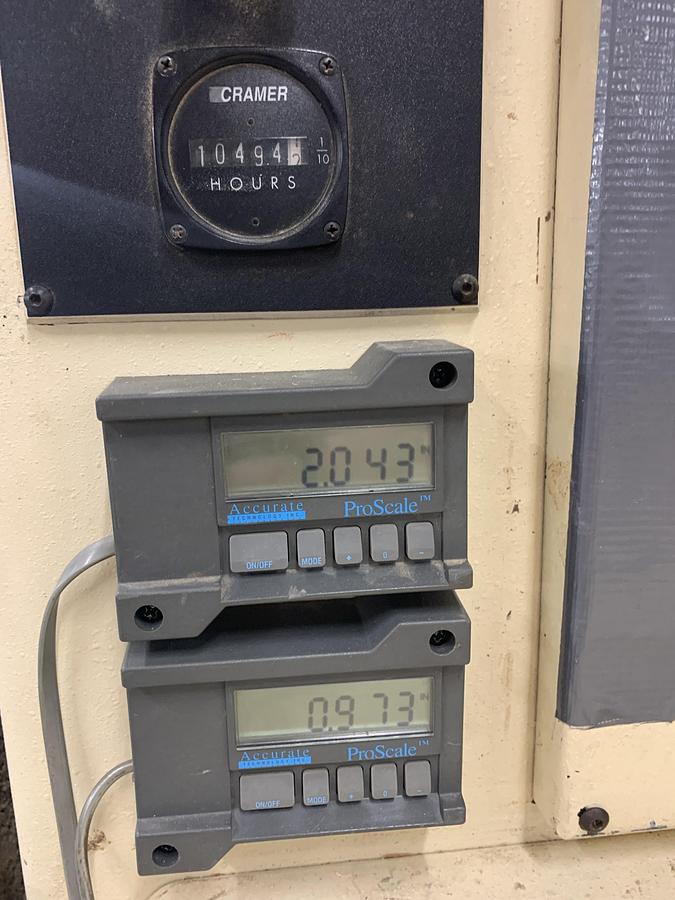 CRAMER
10494 1/10
HOURS
2.043 IN
Accurate ProScale™
TECHNOLOGY INC.
ON/OFF MODE + 0 -
0.973 IN
Accurate ProScale™
TECHNOLOGY INC.
ON/OFF MODE + 0 -